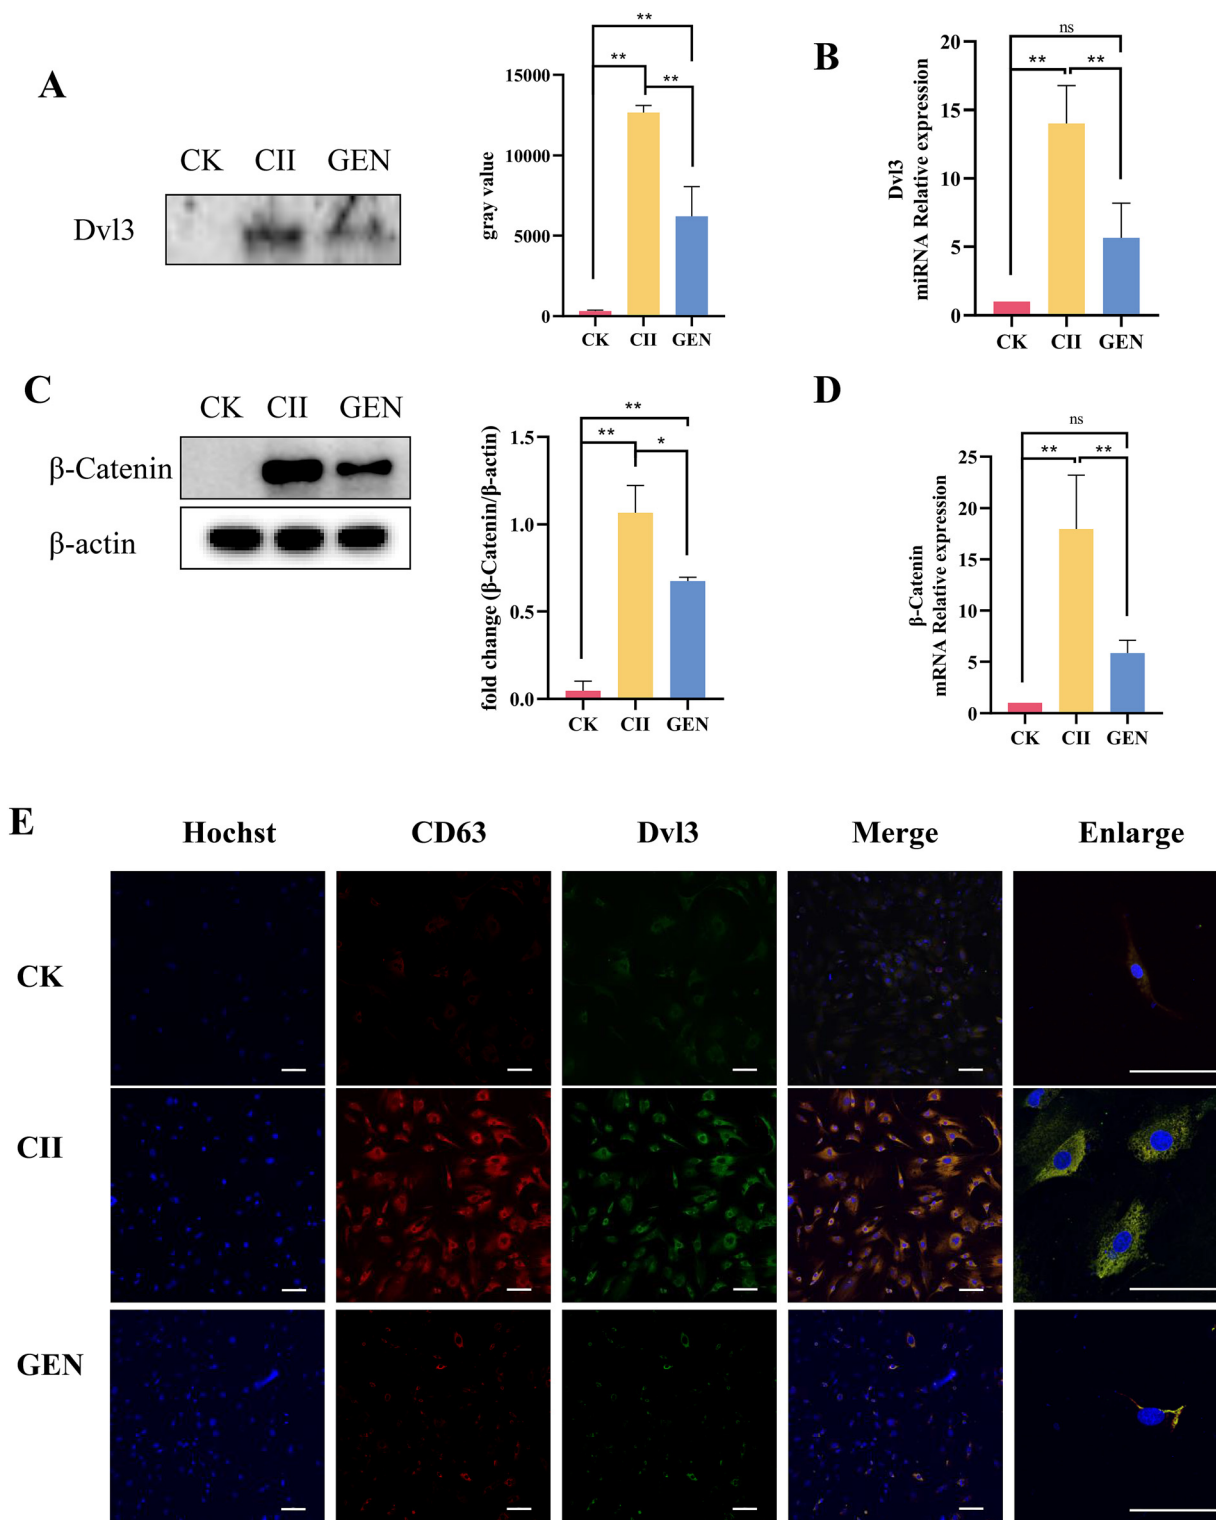 A
CK CII GEN
Dvl3
gray value
15000
10000
5000
0
**
**
**
CK CII GEN
B
Dvl3
miRNA Relative expression
20
15
10
5
0
ns
**
**
CK CII GEN
C
CK CII GEN
β-Catenin
β-actin
fold change (β-Catenin/β-actin)
1.5
1.0
0.5
0.0
**
**
*
CK CII GEN
D
β-Catenin
mRNA Relative expression
25
20
15
10
5
0
ns
**
**
CK CII GEN
E
Hochst CD63 Dvl3 Merge Enlarge
CK
CII
GEN